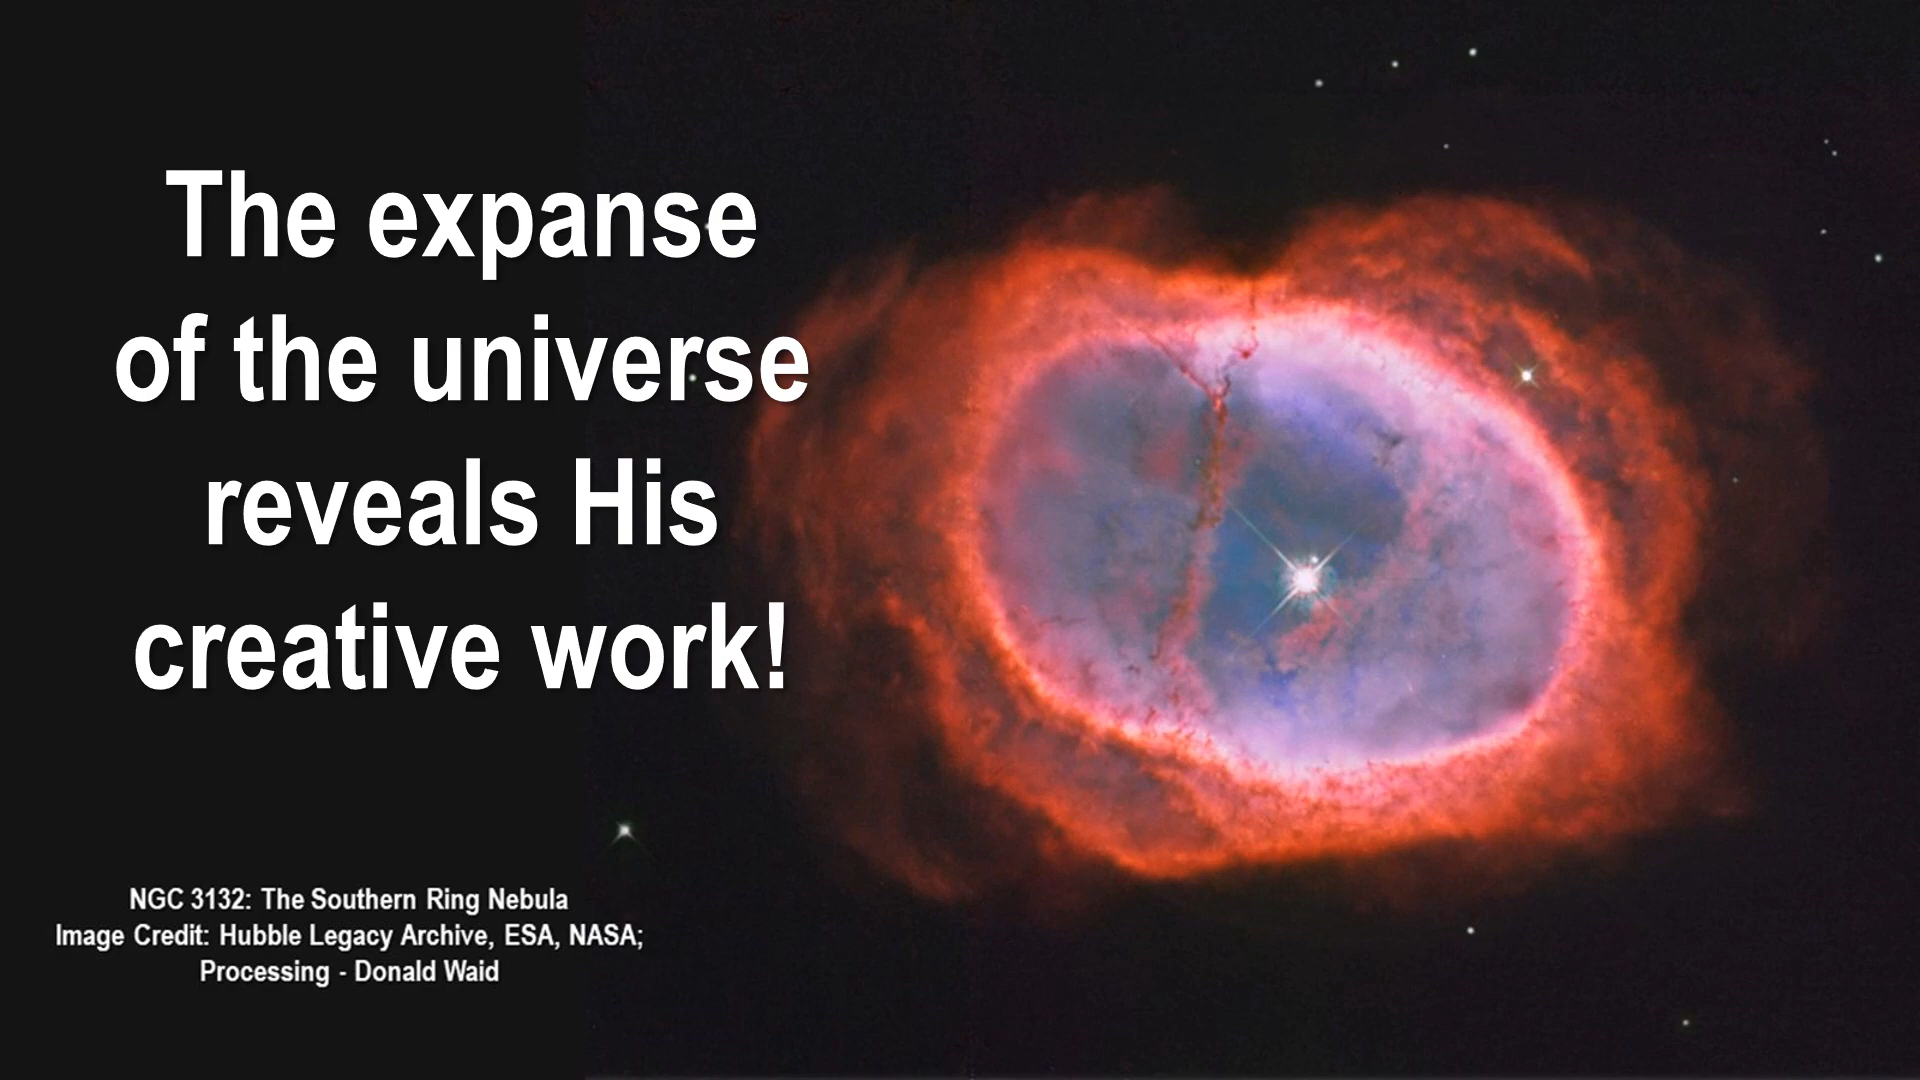 The expanse
of the universe
reveals His
creative work!
NGC 3132: The Southern Ring Nebula
Image Credit: Hubble Legacy Archive, ESA, NASA;
Processing - Donald Waid